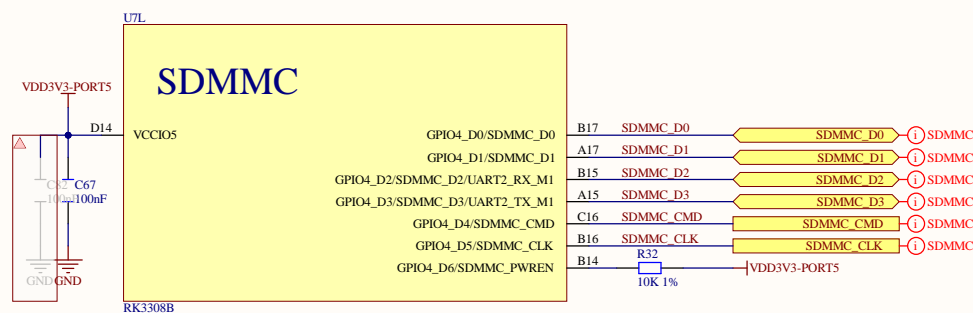 U7L
SDMMC
VDD3V3-PORT5
D14
VCCIO5
GPIO4_D0/SDMMC_D0 B17 SDMMC_D0 SDMMC_D0 i SDMMC
GPIO4_D1/SDMMC_D1 A17 SDMMC_D1 SDMMC_D1 i SDMMC
GPIO4_D2/SDMMC_D2/UART2_RX_M1 B15 SDMMC_D2 SDMMC_D2 i SDMMC
GPIO4_D3/SDMMC_D3/UART2_TX_M1 A15 SDMMC_D3 SDMMC_D3 i SDMMC
GPIO4_D4/SDMMC_CMD C16 SDMMC_CMD SDMMC_CMD i SDMMC
GPIO4_D5/SDMMC_CLK B16 SDMMC_CLK SDMMC_CLK i SDMMC
GPIO4_D6/SDMMC_PWREN B14 R32 VDD3V3-PORT5
10K 1%
C67
100nF
GND GND
RK3308B